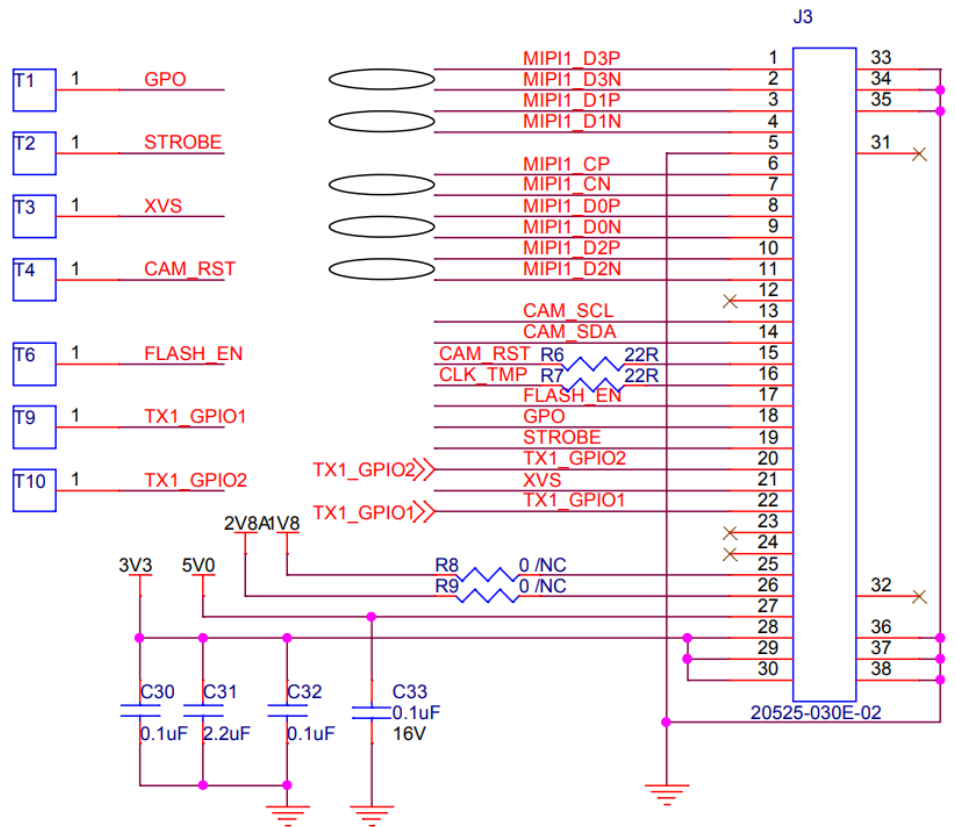 J3
MIPI1_D3P 1 33
MIPI1_D3N 2 34
T1 1 GPO MIPI1_D1P 3 35
MIPI1_D1N 4
T2 1 STROBE 5 31
MIPI1_CP 6
MIPI1_CN 7
T3 1 XVS MIPI1_D0P 8
MIPI1_D0N 9
MIPI1_D2P 10
T4 1 CAM_RST MIPI1_D2N 11
12
CAM_SCL 13
CAM_SDA 14
T6 1 FLASH_EN CAM_RST R6 22R 15
CLK_TMP R7 22R 16
FLASH_EN 17
T9 1 TX1_GPIO1 GPO 18
STROBE 19
TX1_GPIO2 TX1_GPIO2 20
T10 1 TX1_GPIO2 XVS 21
TX1_GPIO1 TX1_GPIO1 22
2V8A 1V8 23
24
3V3 5V0 R8 0 /NC 25
R9 0 /NC 26 32
27
28 36
29 37
30 38
C30 C31 C32 C33
0.1uF 2.2uF 0.1uF 0.1uF
16V
20525-030E-02